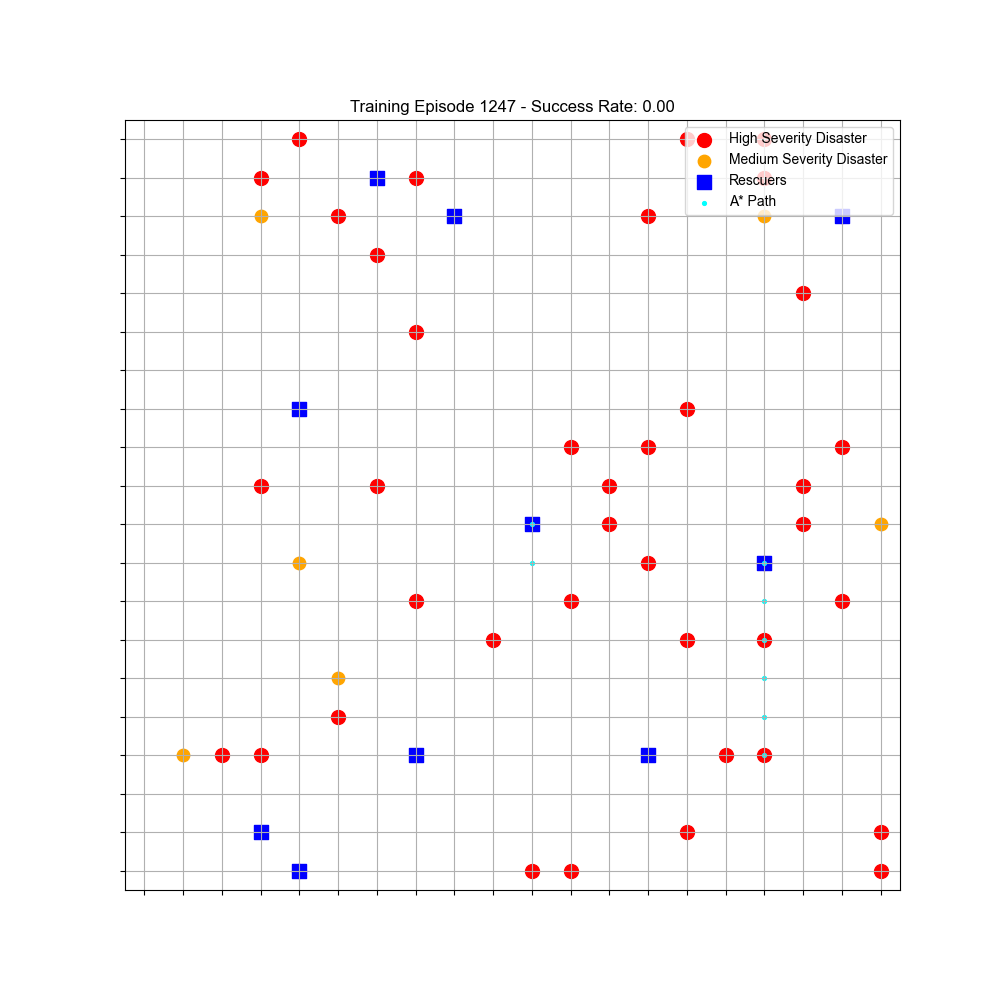 Training Episode 1247 - Success Rate: 0.00
High Severity Disaster
Medium Severity Disaster
Rescuers
A* Path